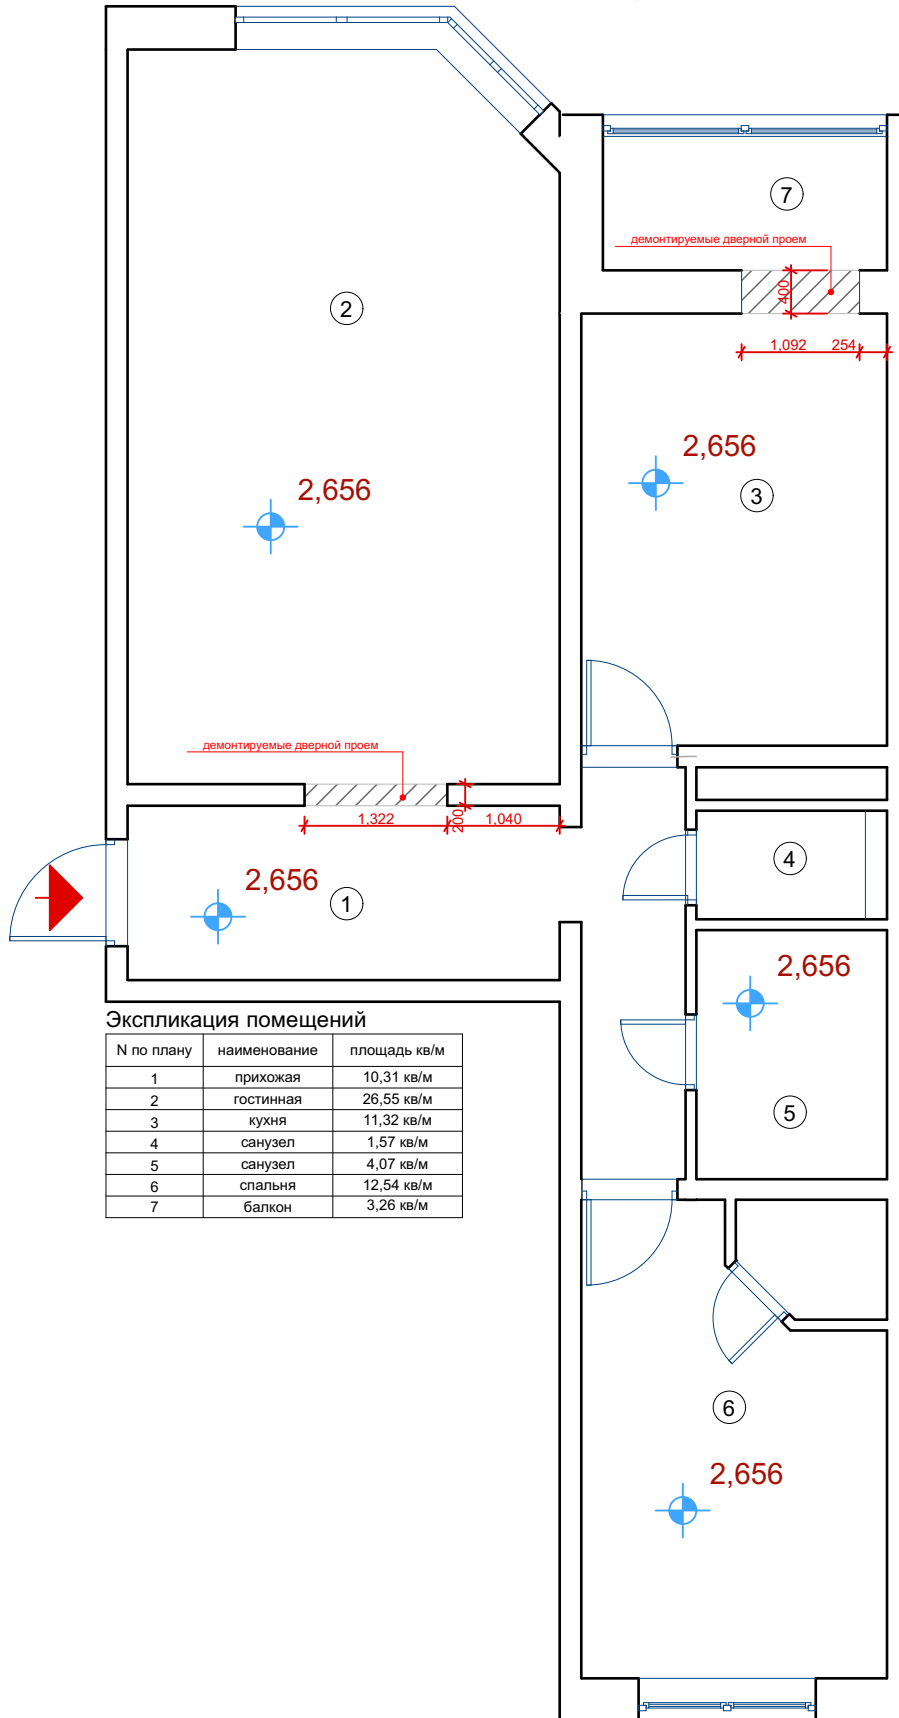 7
демонтируемые дверной проем
400
1,092
254
2
2,656
3
2,656
демонтируемые дверной проем
1,322
200
1,040
4
2,656
1
2,656
5
Экспликация помещений
N по плану наименование площадь кв/м
1 прихожая 10,31 кв/м
2 гостинная 26,55 кв/м
3 кухня 11,32 кв/м
4 санузел 1,57 кв/м
5 санузел 4,07 кв/м
6 спальня 12,54 кв/м
7 балкон 3,26 кв/м
6
2,656